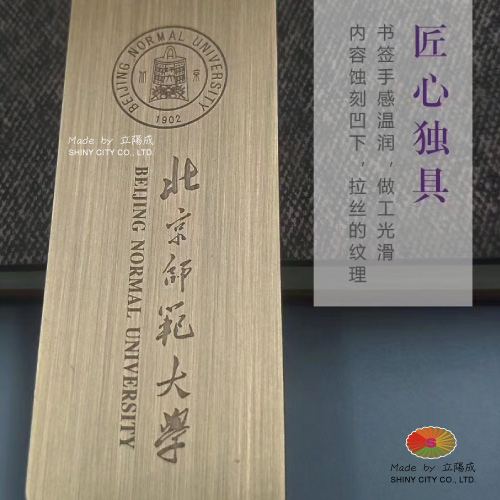 BEIJING NORMAL UNIVERSITY
北 京
1902
Made by 立陽成
SHINY CITY CO., LTD.
北京師範大學
BEIJING NORMAL UNIVERSITY
匠心独具
书签手感温润，做工光滑
内容蚀刻凹下，拉丝的纹理
S
Made by 立陽成
SHINY CITY CO., LTD.